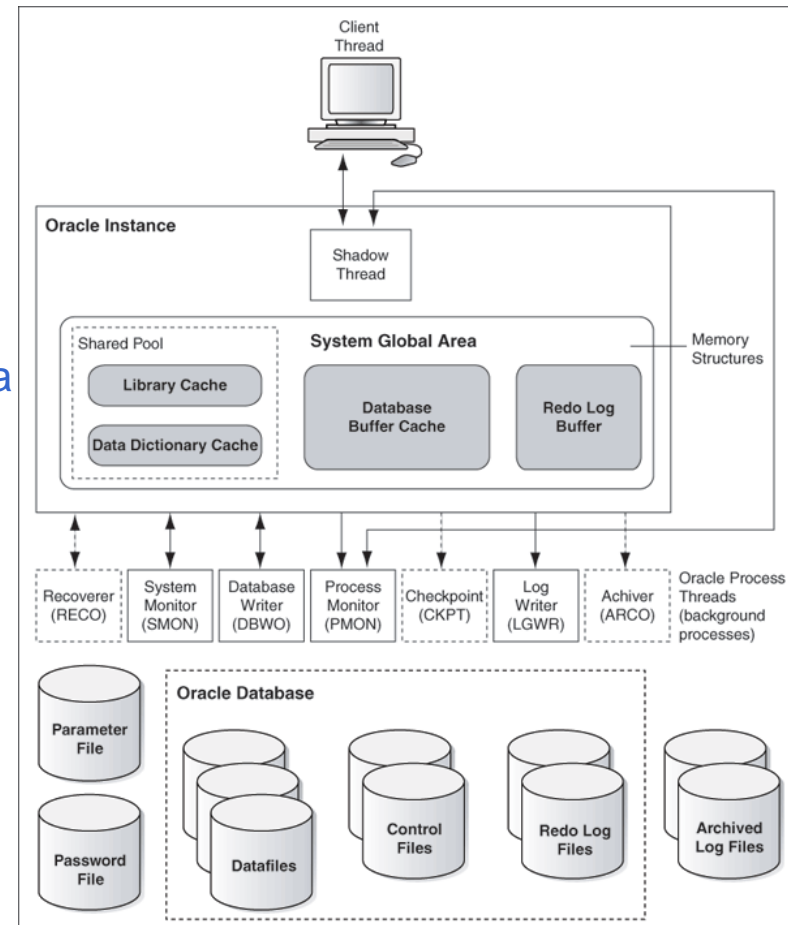 Client
Thread
Oracle Instance
Shadow
Thread
Shared Pool
System Global Area
Memory
Structures
a
Library Cache
Database
Buffer Cache
Redo Log
Buffer
Data Dictionary Cache
Recoverer
(RECO)
System
Monitor
(SMON)
Database
Writer
(DBWO)
Process
Monitor
(PMON)
Checkpoint
(CKPT)
Log
Writer
(LGWR)
Achiver
(ARCO)
Oracle Process
Threads
(background
processes)
Oracle Database
Parameter
File
Password
File
Datafiles
Control
Files
Redo Log
Files
Archived
Log Files